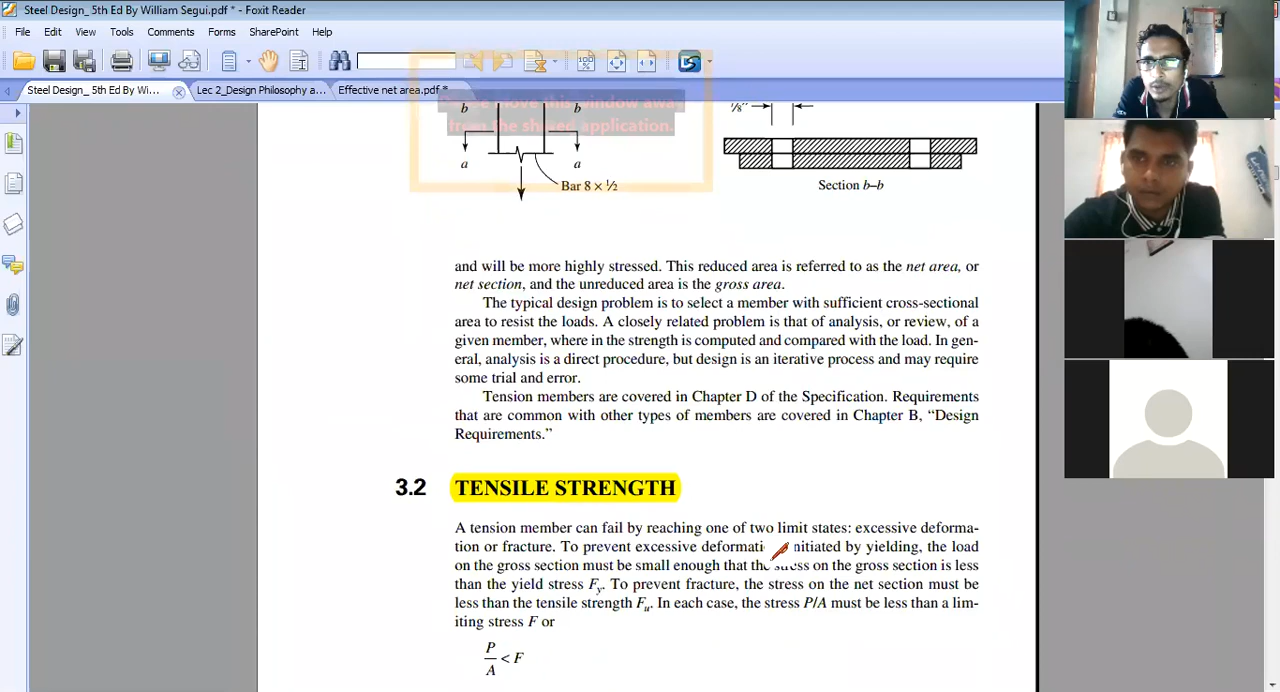 Steel Design_ 5th Ed By William Segui.pdf * - Foxit Reader
File Edit View Tools Comments Forms SharePoint Help
Steel Design_ 5th Ed By Wi... Lec 2_Design Philosophy a... Effective net area.pdf *
move this window away
from the shared application.
b b
a a
Bar 8 × ½
⅛"
Section b–b
and will be more highly stressed. This reduced area is referred to as the net area, or
net section, and the unreduced area is the gross area.
The typical design problem is to select a member with sufficient cross-sectional
area to resist the loads. A closely related problem is that of analysis, or review, of a
given member, where in the strength is computed and compared with the load. In gen-
eral, analysis is a direct procedure, but design is an iterative process and may require
some trial and error.
Tension members are covered in Chapter D of the Specification. Requirements
that are common with other types of members are covered in Chapter B, “Design
Requirements.”
3.2 TENSILE STRENGTH
A tension member can fail by reaching one of two limit states: excessive deforma-
tion or fracture. To prevent excessive deformati nitiated by yielding, the load
on the gross section must be small enough that the stress on the gross section is less
than the yield stress Fy. To prevent fracture, the stress on the net section must be
less than the tensile strength Fu. In each case, the stress P/A must be less than a lim-
iting stress F or
P
— < F
A